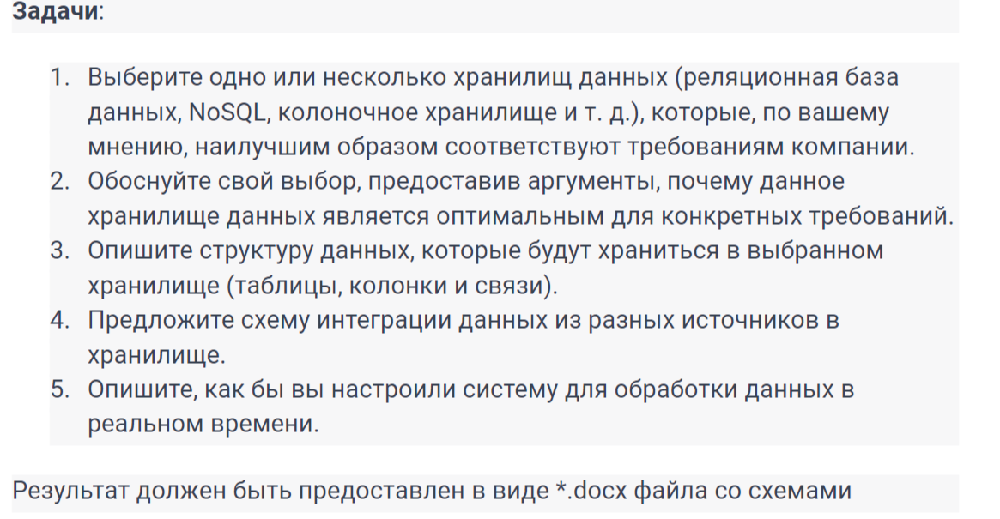 Задачи:
1. Выберите одно или несколько хранилищ данных (реляционная база
данных, NoSQL, колоночное хранилище и т. д.), которые, по вашему
мнению, наилучшим образом соответствуют требованиям компании.
2. Обоснуйте свой выбор, предоставив аргументы, почему данное
хранилище данных является оптимальным для конкретных требований.
3. Опишите структуру данных, которые будут храниться в выбранном
хранилище (таблицы, колонки и связи).
4. Предложите схему интеграции данных из разных источников в
хранилище.
5. Опишите, как бы вы настроили систему для обработки данных в
реальном времени.
Результат должен быть предоставлен в виде *.docx файла со схемами